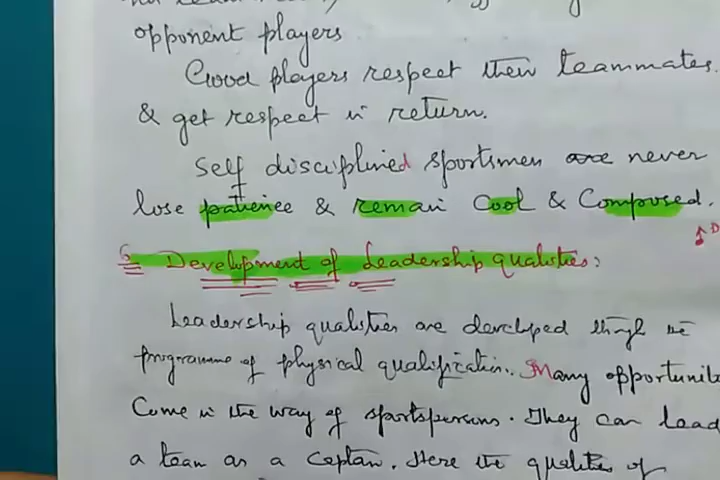 opponent players
Good players respect their teammates.
& get respect in return.
Self disciplined sportsmen never
lose patience & remain Cool & Composed.
6 Development of Leadership qualities:
Leadership qualities are developed through the
programme of physical qualification. Many opportunit
Come in the way of sportspersons. They can lead
a team as a Captan. Here the qualities of